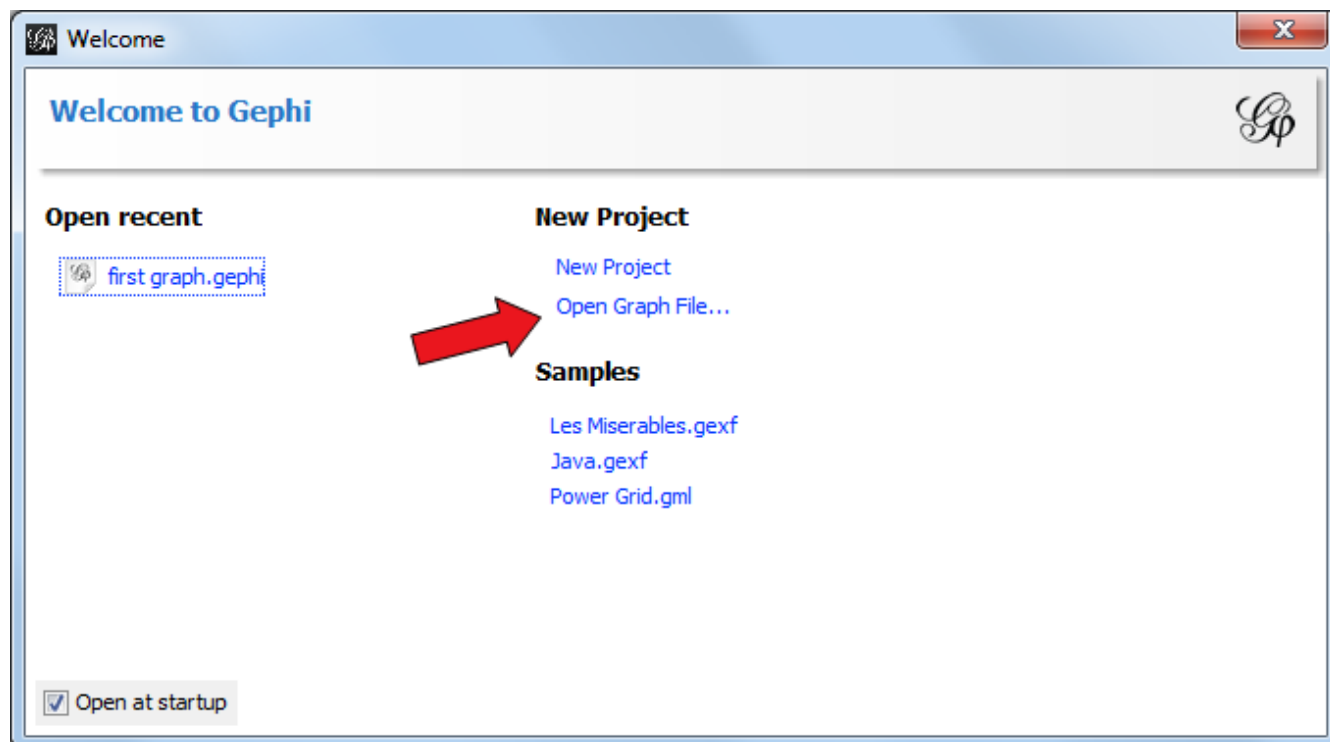 Welcome
Welcome to Gephi
Open recent
first graph.gephi
New Project
New Project
Open Graph File...
Samples
Les Miserables.gexf
Java.gexf
Power Grid.gml
Open at startup